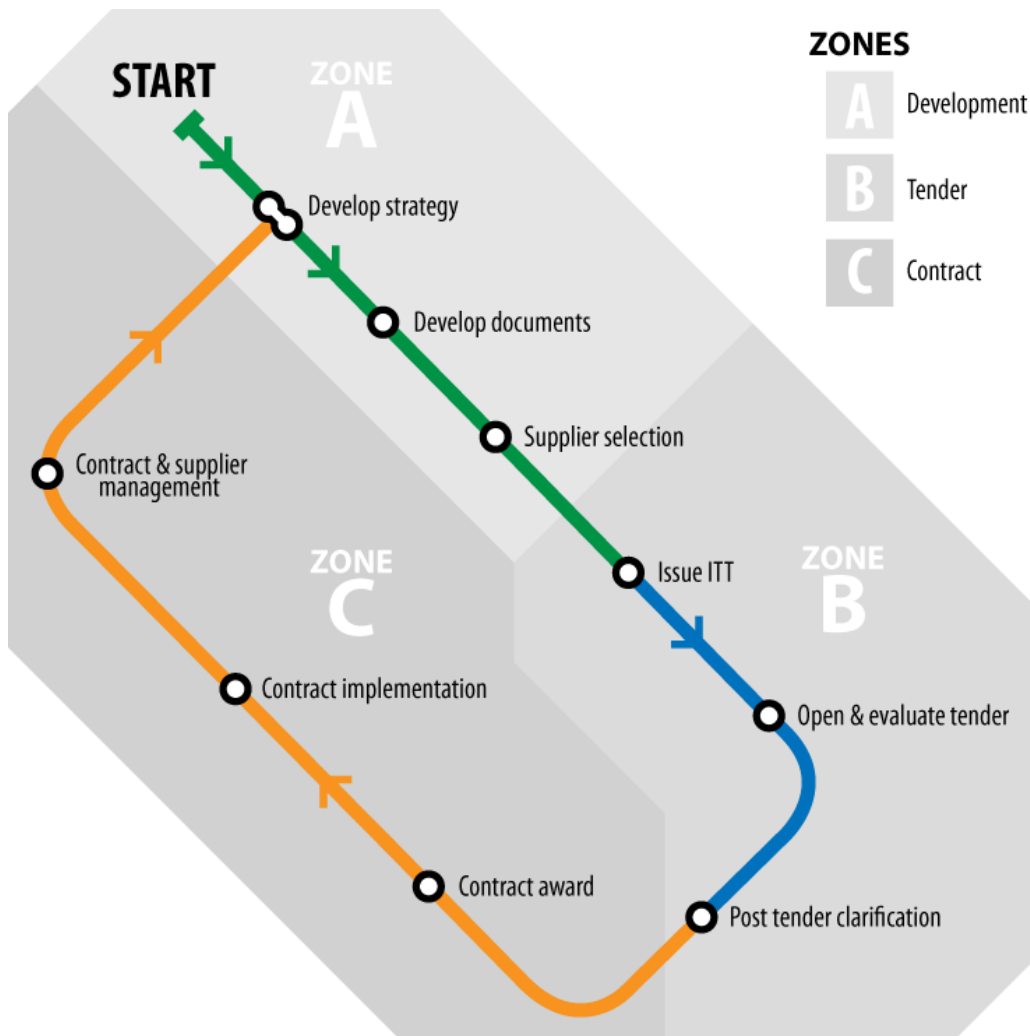 START
ZONE
A
ZONES
A
Development
B
Tender
C
Contract
Develop strategy
Develop documents
Supplier selection
Contract & supplier
management
ZONE
C
ZONE
B
Issue ITT
Contract implementation
Open & evaluate tender
Contract award
Post tender clarification